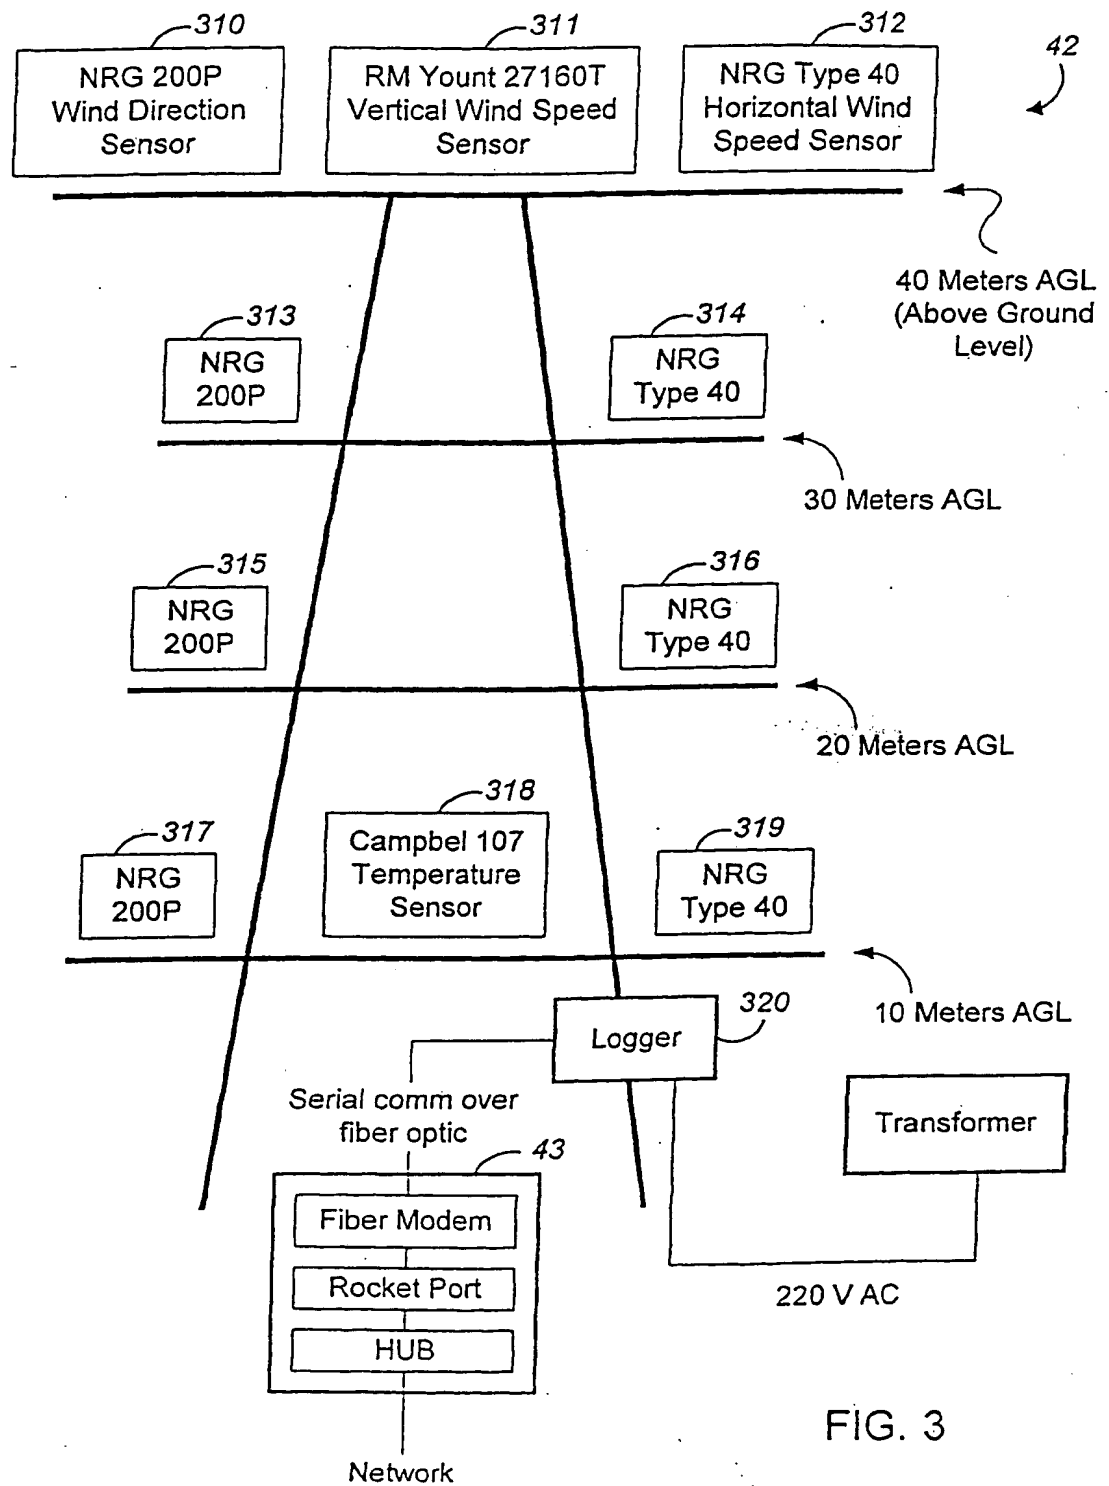 310
311
312
42
NRG 200P
Wind Direction
Sensor
RM Yount 27160T
Vertical Wind Speed
Sensor
NRG Type 40
Horizontal Wind
Speed Sensor
40 Meters AGL
(Above Ground
Level)
313
314
NRG
200P
NRG
Type 40
30 Meters AGL
315
316
NRG
200P
NRG
Type 40
20 Meters AGL
317
318
319
NRG
200P
Campbel 107
Temperature
Sensor
NRG
Type 40
10 Meters AGL
320
Logger
Transformer
Serial comm over
fiber optic
43
Fiber Modem
Rocket Port
HUB
220 V AC
Network
FIG. 3